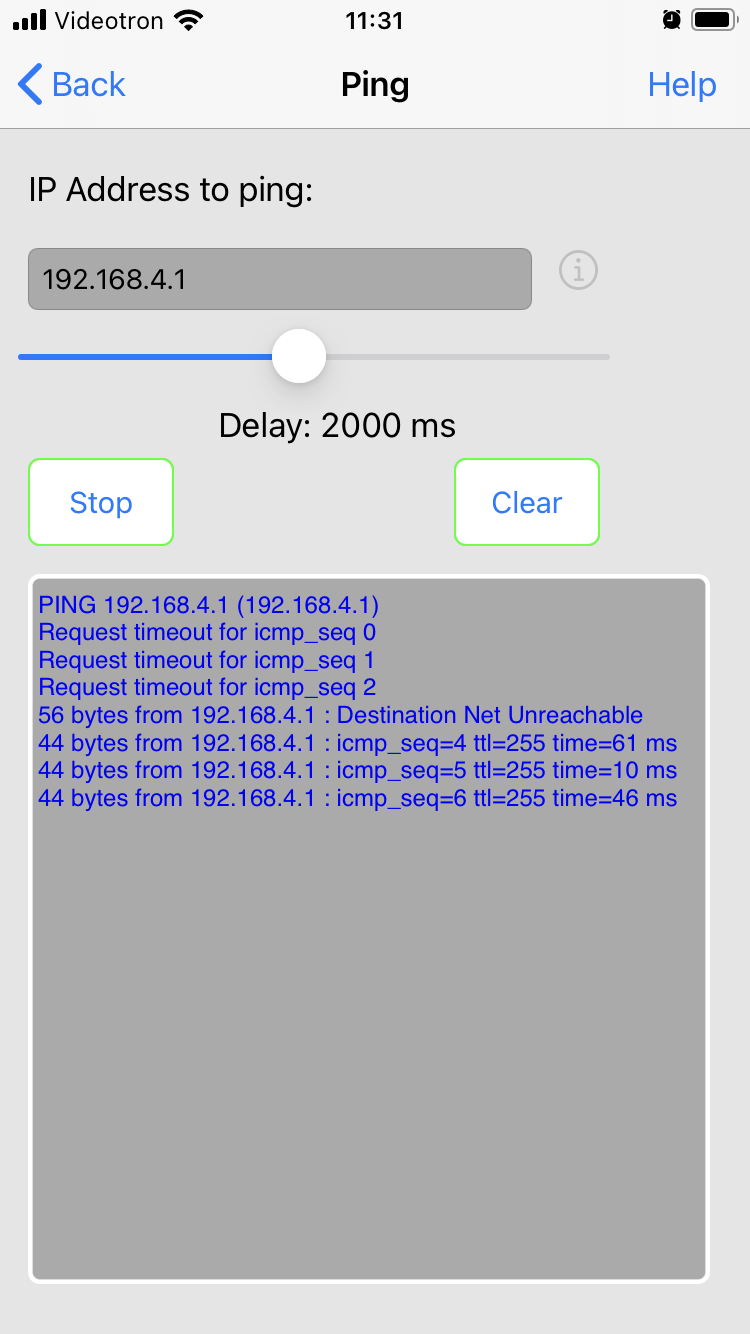 Videotron 11:31
Back Ping Help
IP Address to ping:
192.168.4.1
Delay: 2000 ms
Stop Clear
PING 192.168.4.1 (192.168.4.1)
Request timeout for icmp_seq 0
Request timeout for icmp_seq 1
Request timeout for icmp_seq 2
56 bytes from 192.168.4.1 : Destination Net Unreachable
44 bytes from 192.168.4.1 : icmp_seq=4 ttl=255 time=61 ms
44 bytes from 192.168.4.1 : icmp_seq=5 ttl=255 time=10 ms
44 bytes from 192.168.4.1 : icmp_seq=6 ttl=255 time=46 ms